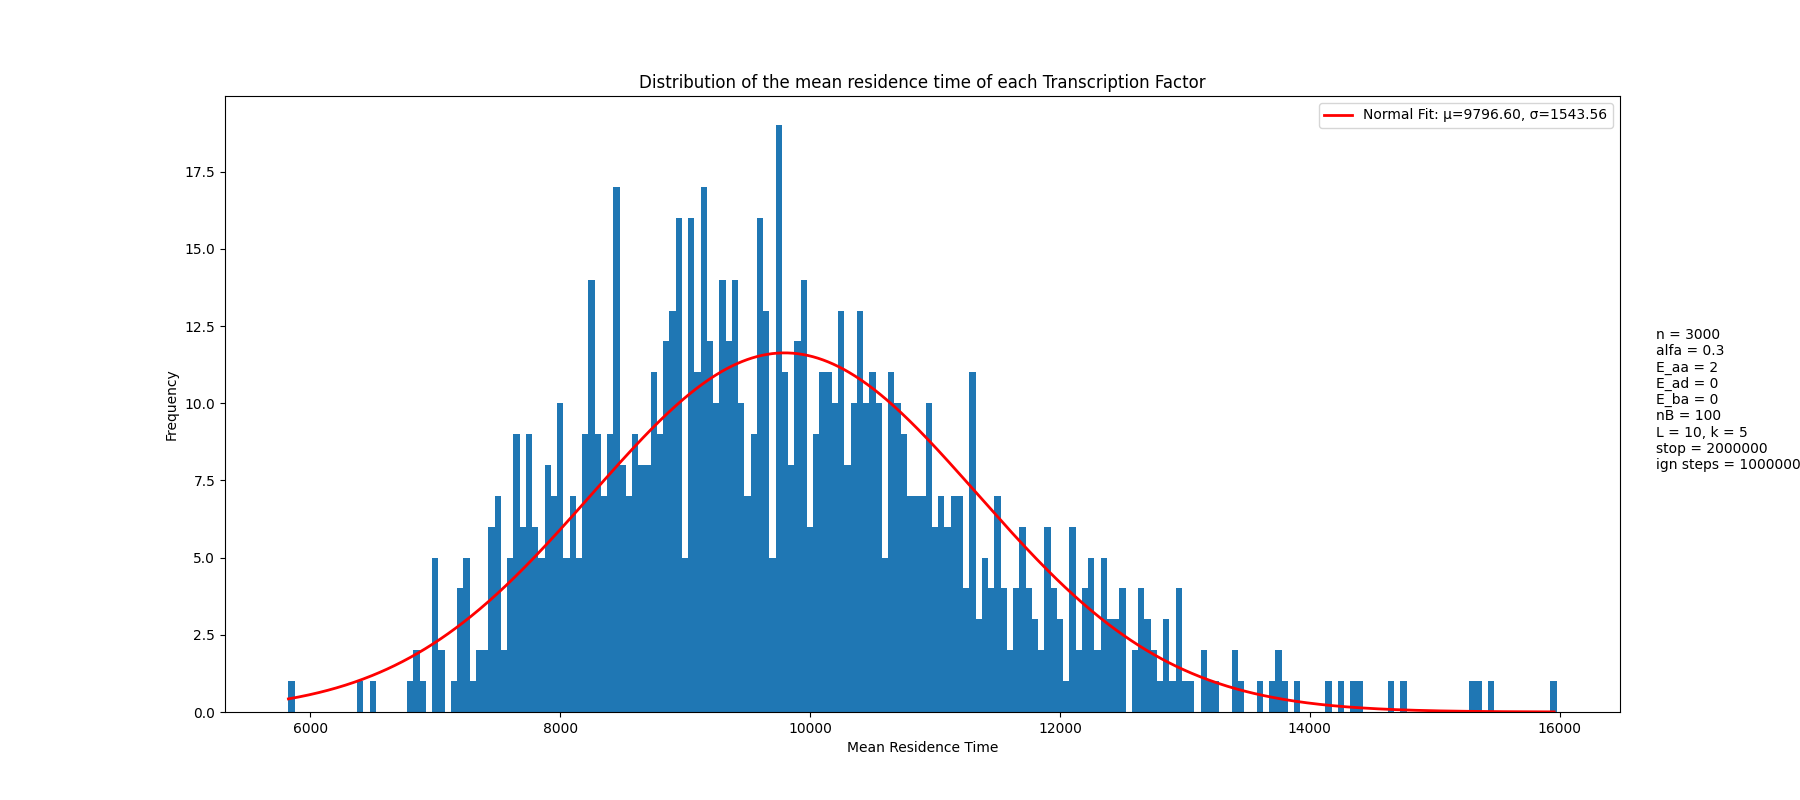 Distribution of the mean residence time of each Transcription Factor
Normal Fit: μ=9796.60, σ=1543.56
17.5
15.0
12.5
10.0
7.5
5.0
2.5
0.0
Frequency
6000
8000
10000
12000
14000
16000
Mean Residence Time
n = 3000
alfa = 0.3
E_aa = 2
E_ad = 0
E_ba = 0
nB = 100
L = 10, k = 5
stop = 2000000
ign steps = 1000000